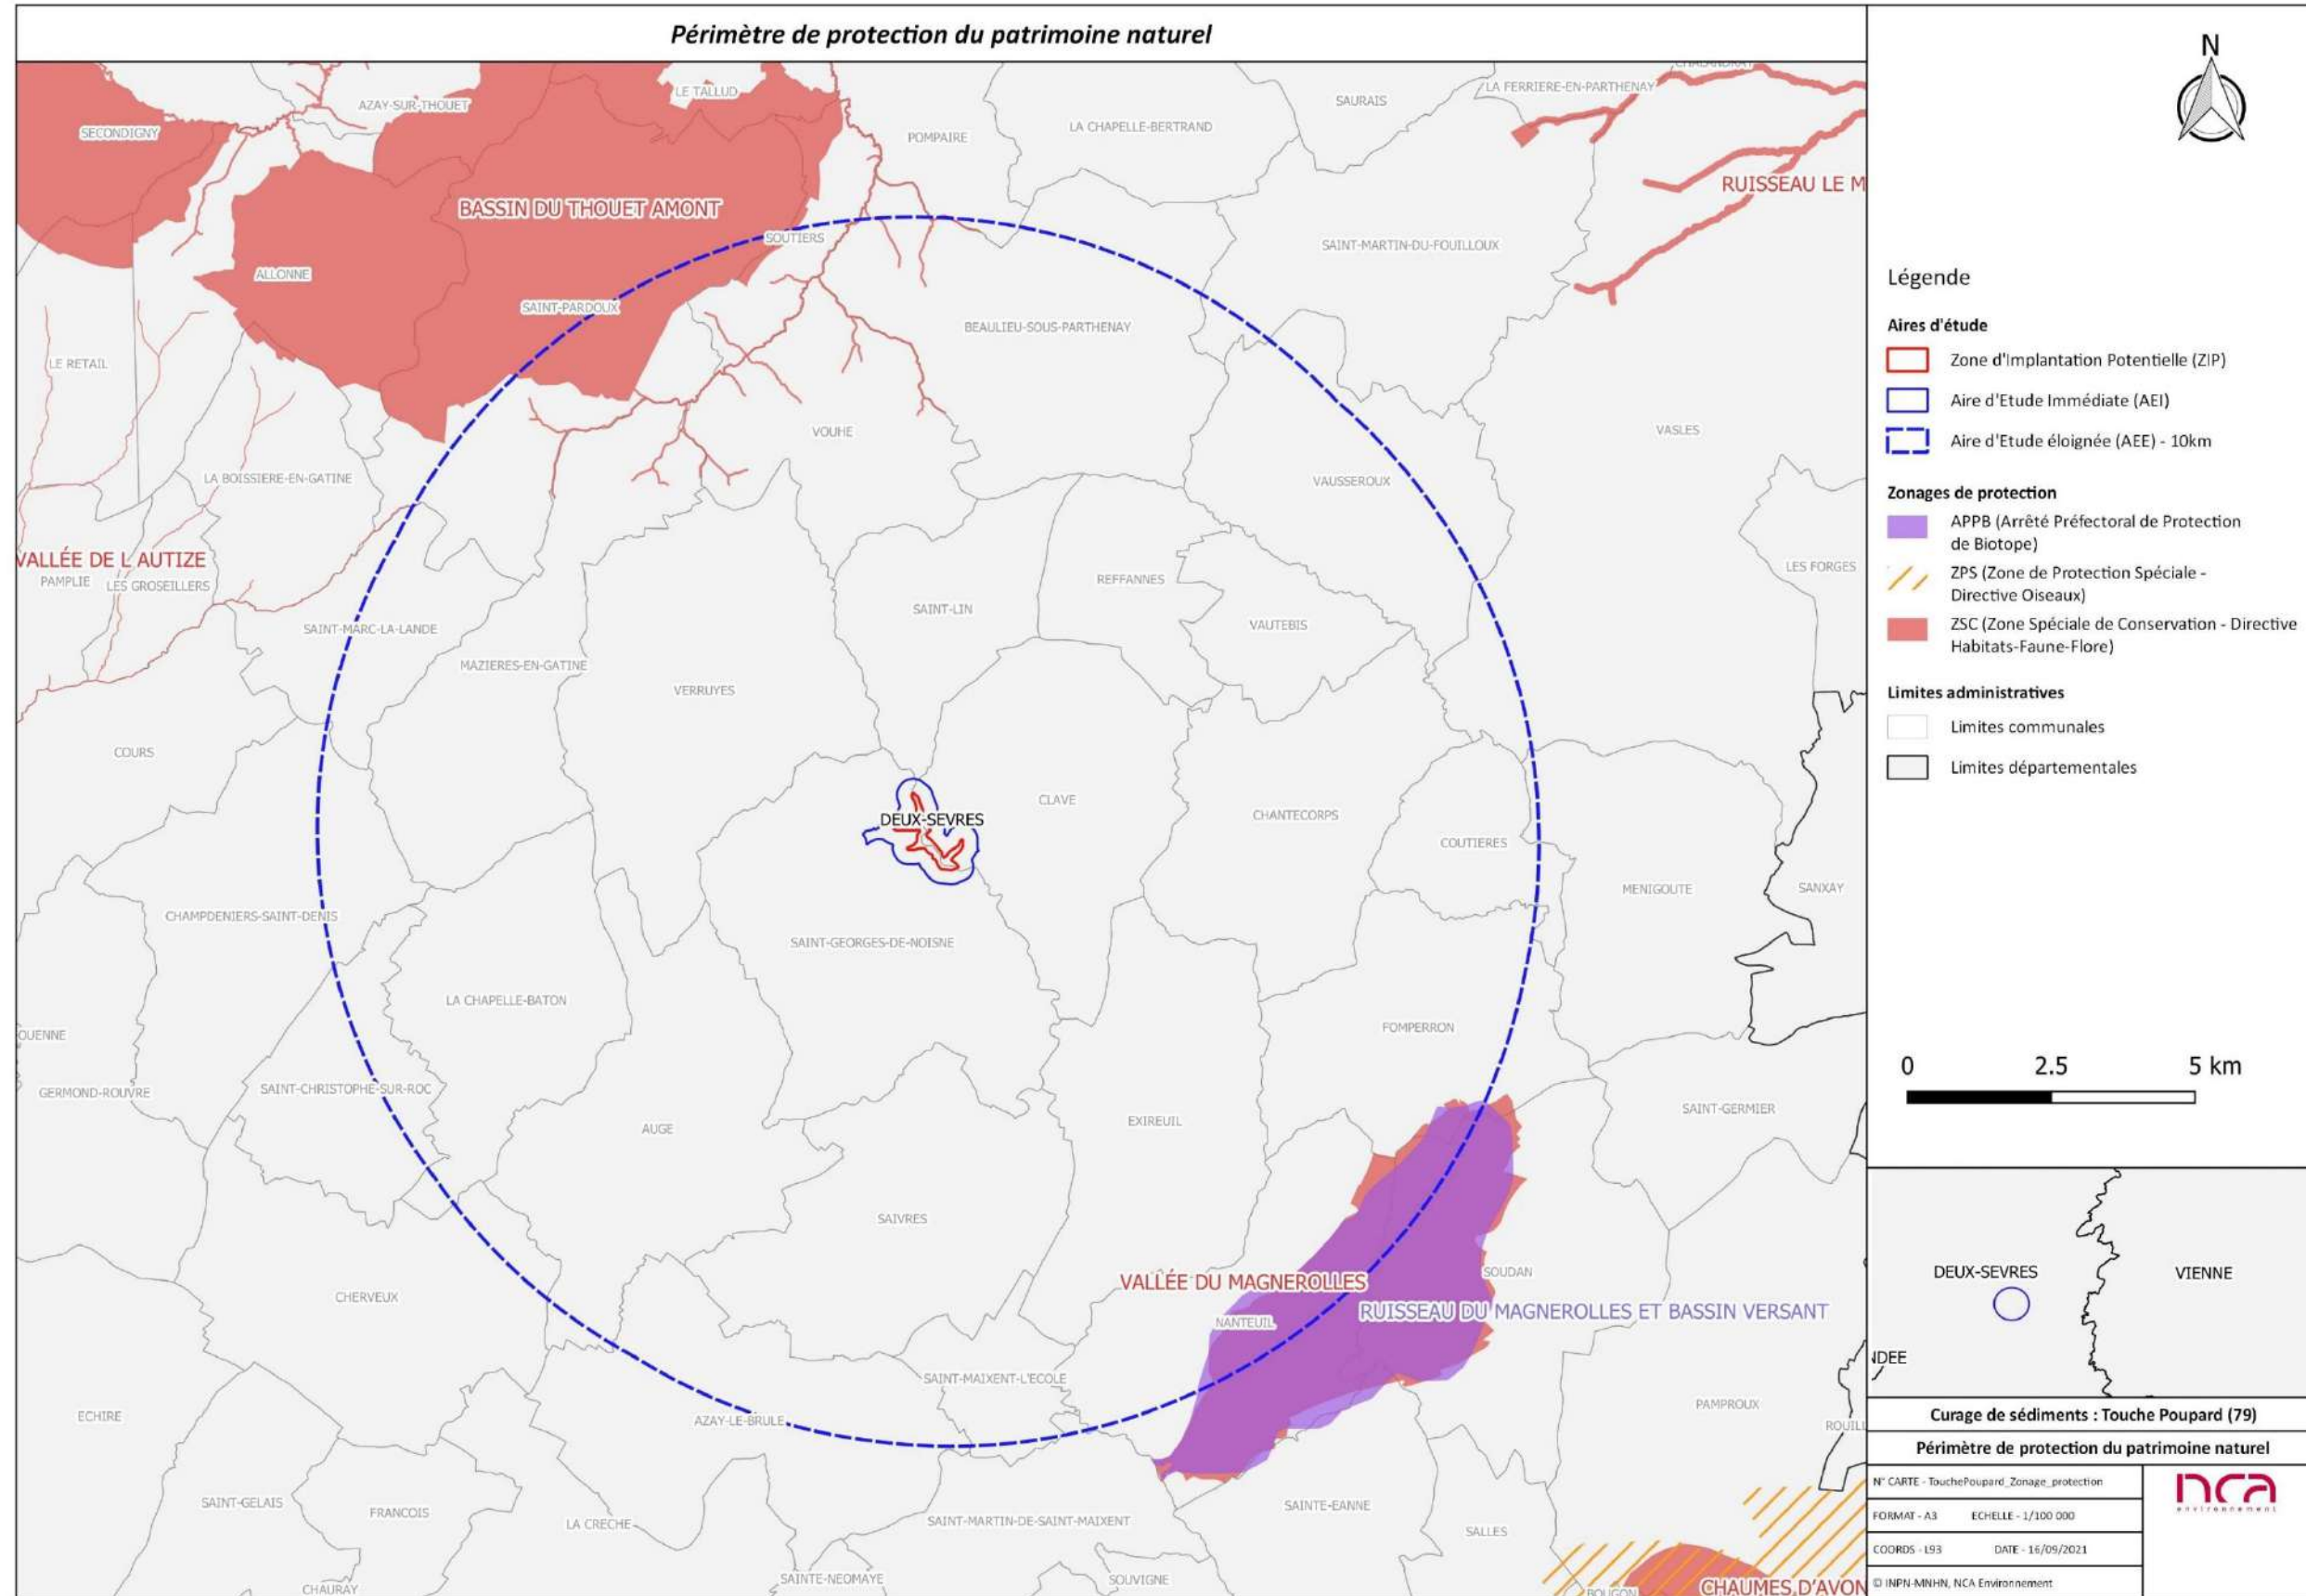 Périmètre de protection du patrimoine naturel
SECONDIGNY
AZAY-SUR-THOUET
LE TALLUD
POMPAIRE
LA CHAPELLE-BERTRAND
SAURAIS
LA FERRIERE-EN-PARTHENAY
CHALANDRAY
BASSIN DU THOUET AMONT
RUISSEAU LE M
SOUTIERS
SAINT-MARTIN-DU-FOUILLOUX
ALLONNE
SAINT-PARDOUX
BEAULIEU-SOUS-PARTHENAY
LE RETAIL
VOUHE
VASLES
LA BOISSIERE-EN-GATINE
VAUSSEROUX
VALLÉE DE L AUTIZE
PAMPLIE
LES GROSEILLERS
LES FORGES
REFFANNES
SAINT-LIN
VAUTEBIS
SAINT-MARC-LA-LANDE
MAZIERES-EN-GATINE
VERRUYES
COURS
CLAVE
DEUX-SEVRES
CHANTECORPS
COUTIERES
MENIGOUTE
SANXAY
CHAMPDENIERS-SAINT-DENIS
SAINT-GEORGES-DE-NOISNE
LA CHAPELLE-BATON
FOMPERRON
OUENNE
GERMOND-ROUVRE
SAINT-CHRISTOPHE-SUR-ROC
AUGE
EXIREUIL
SAINT-GERMIER
SAIVRES
VALLÉE DU MAGNEROLLES
SOUDAN
CHERVEUX
RUISSEAU DU MAGNEROLLES ET BASSIN VERSANT
NANTEUIL
SAINT-MAIXENT-L'ECOLE
ECHIRE
AZAY-LE-BRULE
PAMPROUX
ROUILL
SAINT-GELAIS
FRANCOIS
LA CRECHE
SAINT-MARTIN-DE-SAINT-MAIXENT
SAINTE-EANNE
SALLES
CHAURAY
SAINTE-NEOMAYE
SOUVIGNE
BOUGON
CHAUMES D'AVON
N
Légende
Aires d'étude
Zone d'Implantation Potentielle (ZIP)
Aire d'Etude Immédiate (AEI)
Aire d'Etude éloignée (AEE) - 10km
Zonages de protection
APPB (Arrêté Préfectoral de Protection
de Biotope)
ZPS (Zone de Protection Spéciale -
Directive Oiseaux)
ZSC (Zone Spéciale de Conservation - Directive
Habitats-Faune-Flore)
Limites administratives
Limites communales
Limites départementales
0 2.5 5 km
DEUX-SEVRES
VIENNE
NDEE
Curage de sédiments : Touche Poupard (79)
Périmètre de protection du patrimoine naturel
N° CARTE - TouchePoupard_Zonage_protection
FORMAT - A3 ECHELLE - 1/100 000
COORDS - L93 DATE - 16/09/2021
© INPN-MNHN, NCA Environnement
nca
environnement